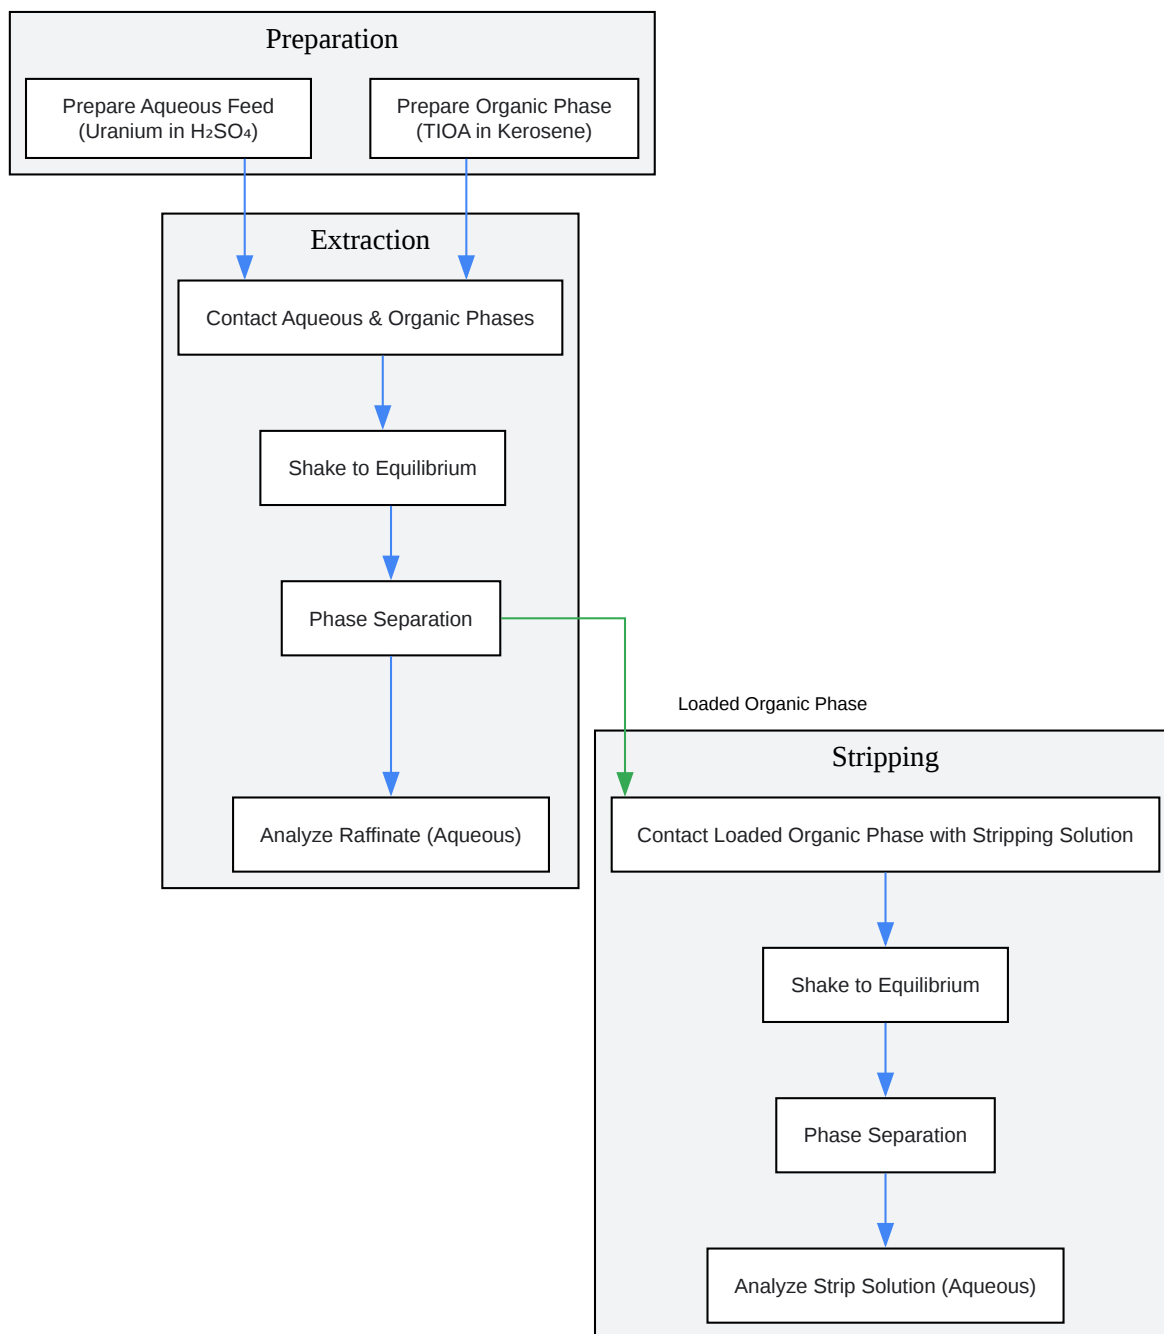 Preparation
Prepare Aqueous Feed
(Uranium in H₂SO₄)
Prepare Organic Phase
(TIOA in Kerosene)
Extraction
Contact Aqueous & Organic Phases
Shake to Equilibrium
Phase Separation
Analyze Raffinate (Aqueous)
Loaded Organic Phase
Stripping
Contact Loaded Organic Phase with Stripping Solution
Shake to Equilibrium
Phase Separation
Analyze Strip Solution (Aqueous)